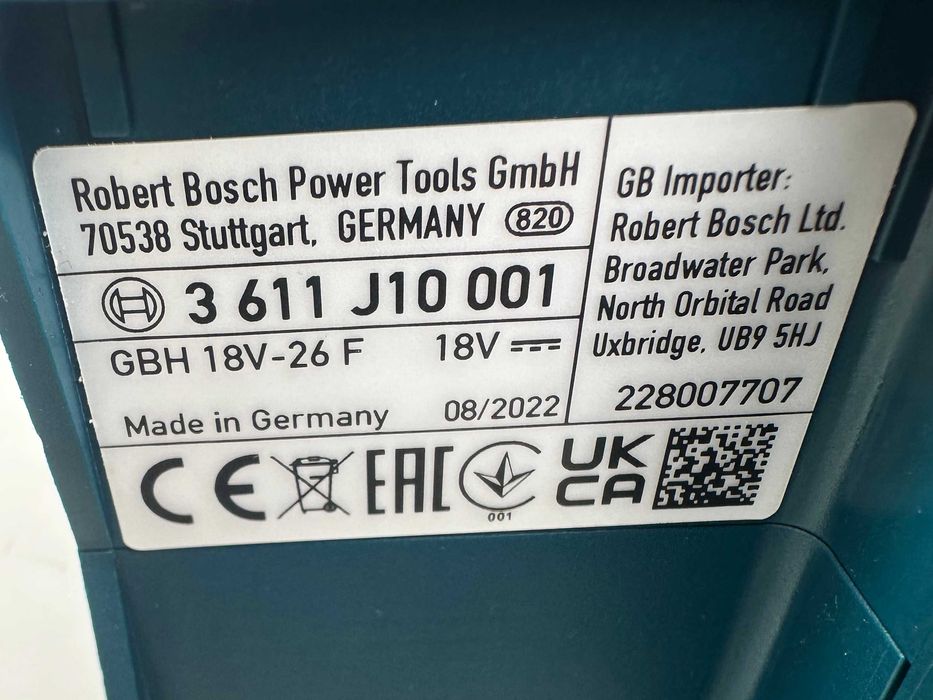 Robert Bosch Power Tools GmbH
70538 Stuttgart, GERMANY 820
3 611 J10 001
GBH 18V-26 F 18V
Made in Germany 08/2022
GB Importer:
Robert Bosch Ltd.
Broadwater Park,
North Orbital Road
Uxbridge, UB9 5HJ
228007707
CE EAC UK
CA
001